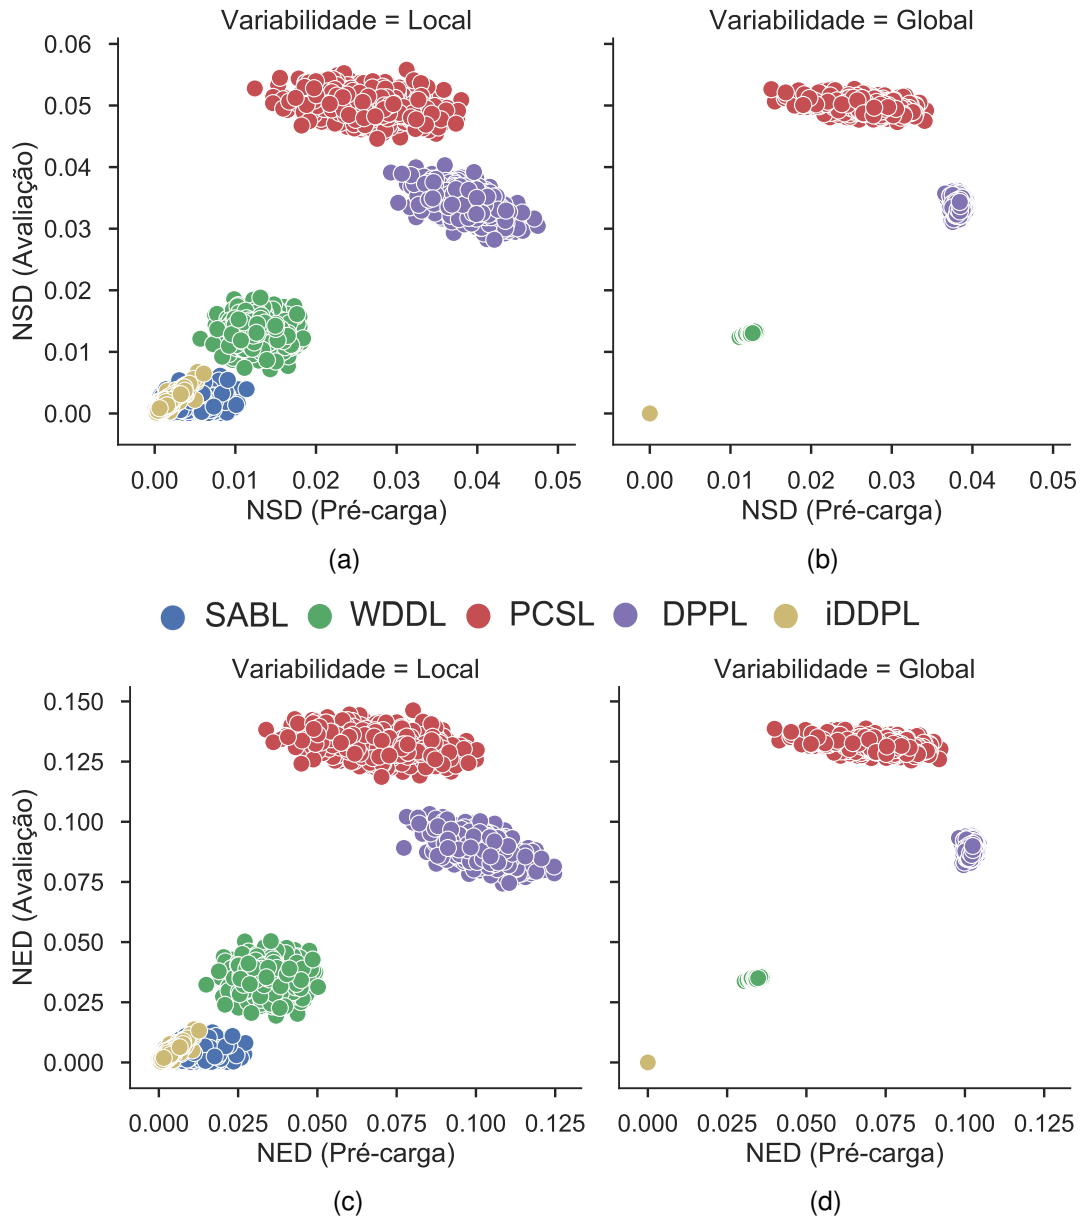 Variabilidade = Local
Variabilidade = Global
0.06
0.05
0.04
0.03
0.02
0.01
0.00
NSD (Avaliação)
0.00 0.01 0.02 0.03 0.04 0.05
0.00 0.01 0.02 0.03 0.04 0.05
NSD (Pré-carga)
NSD (Pré-carga)
(a)
(b)
SABL WDDL PCSL DPPL iDDPL
Variabilidade = Local
Variabilidade = Global
0.150
0.125
0.100
0.075
0.050
0.025
0.000
NED (Avaliação)
0.000 0.025 0.050 0.075 0.100 0.125
0.000 0.025 0.050 0.075 0.100 0.125
NED (Pré-carga)
NED (Pré-carga)
(c)
(d)